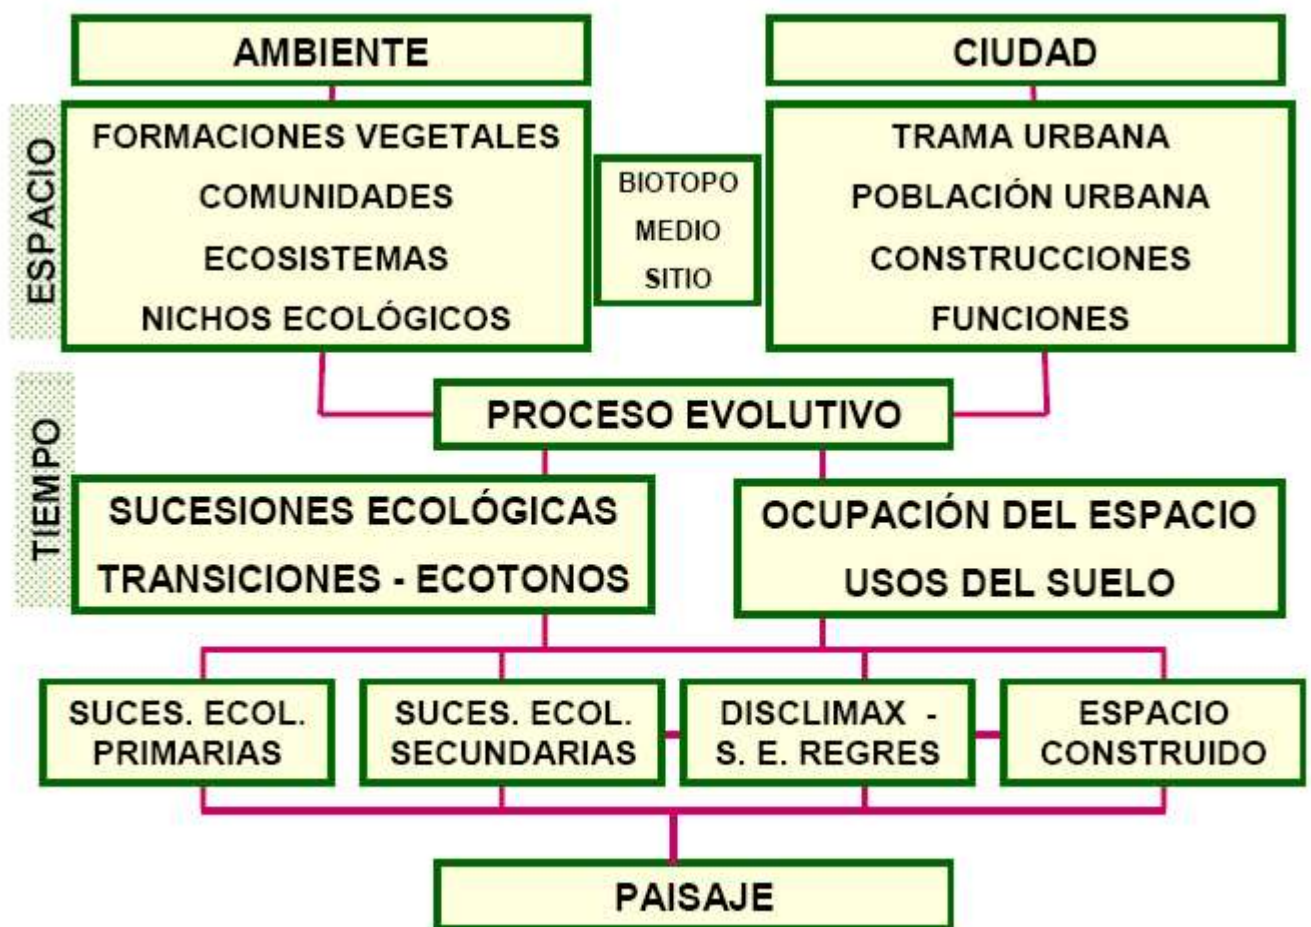 AMBIENTE
CIUDAD
ESPACIO
FORMACIONES VEGETALES
COMUNIDADES
ECOSISTEMAS
NICHOS ECOLÓGICOS
BIOTOPO
MEDIO
SITIO
TRAMA URBANA
POBLACIÓN URBANA
CONSTRUCCIONES
FUNCIONES
TIEMPO
PROCESO EVOLUTIVO
SUCESIONES ECOLÓGICAS
TRANSICIONES - ECOTONOS
OCUPACIÓN DEL ESPACIO
USOS DEL SUELO
SUCES. ECOL.
PRIMARIAS
SUCES. ECOL.
SECUNDARIAS
DISCLIMAX -
S. E. REGRES
ESPACIO
CONSTRUIDO
PAISAJE